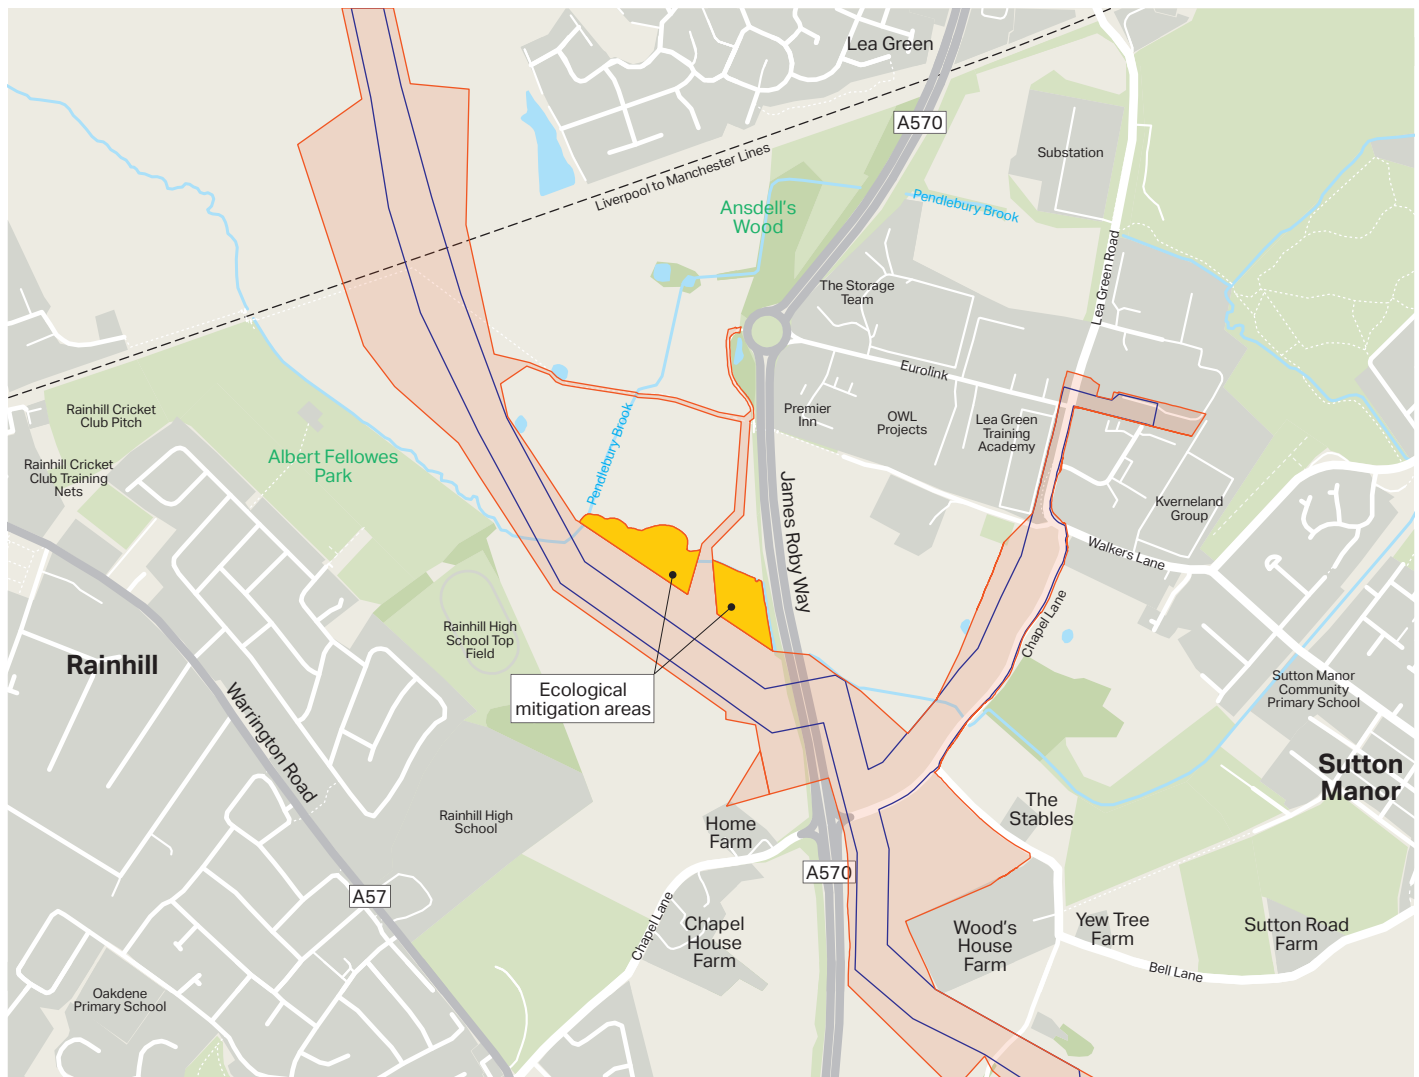 Lea Green
A570
Substation
Liverpool to Manchester Lines
Ansdell's
Wood
Pendlebury Brook
Lea Green Road
The Storage
Team
Eurolink
Premier
Inn
OWL
Projects
Lea Green
Training
Academy
Kverneland
Group
Walkers Lane
Rainhill Cricket
Club Pitch
Rainhill Cricket
Club Training
Nets
Albert Fellowes
Park
Pendlebury Brook
James Roby Way
Chapel Lane
Rainhill High
School Top
Field
Rainhill
Warrington Road
Ecological
mitigation areas
Sutton Manor
Community
Primary School
Sutton
Manor
The
Stables
Rainhill High
School
Home
Farm
A570
A57
Chapel Lane
Chapel
House
Farm
Wood's
House
Farm
Yew Tree
Farm
Sutton Road
Farm
Bell Lane
Oakdene
Primary School